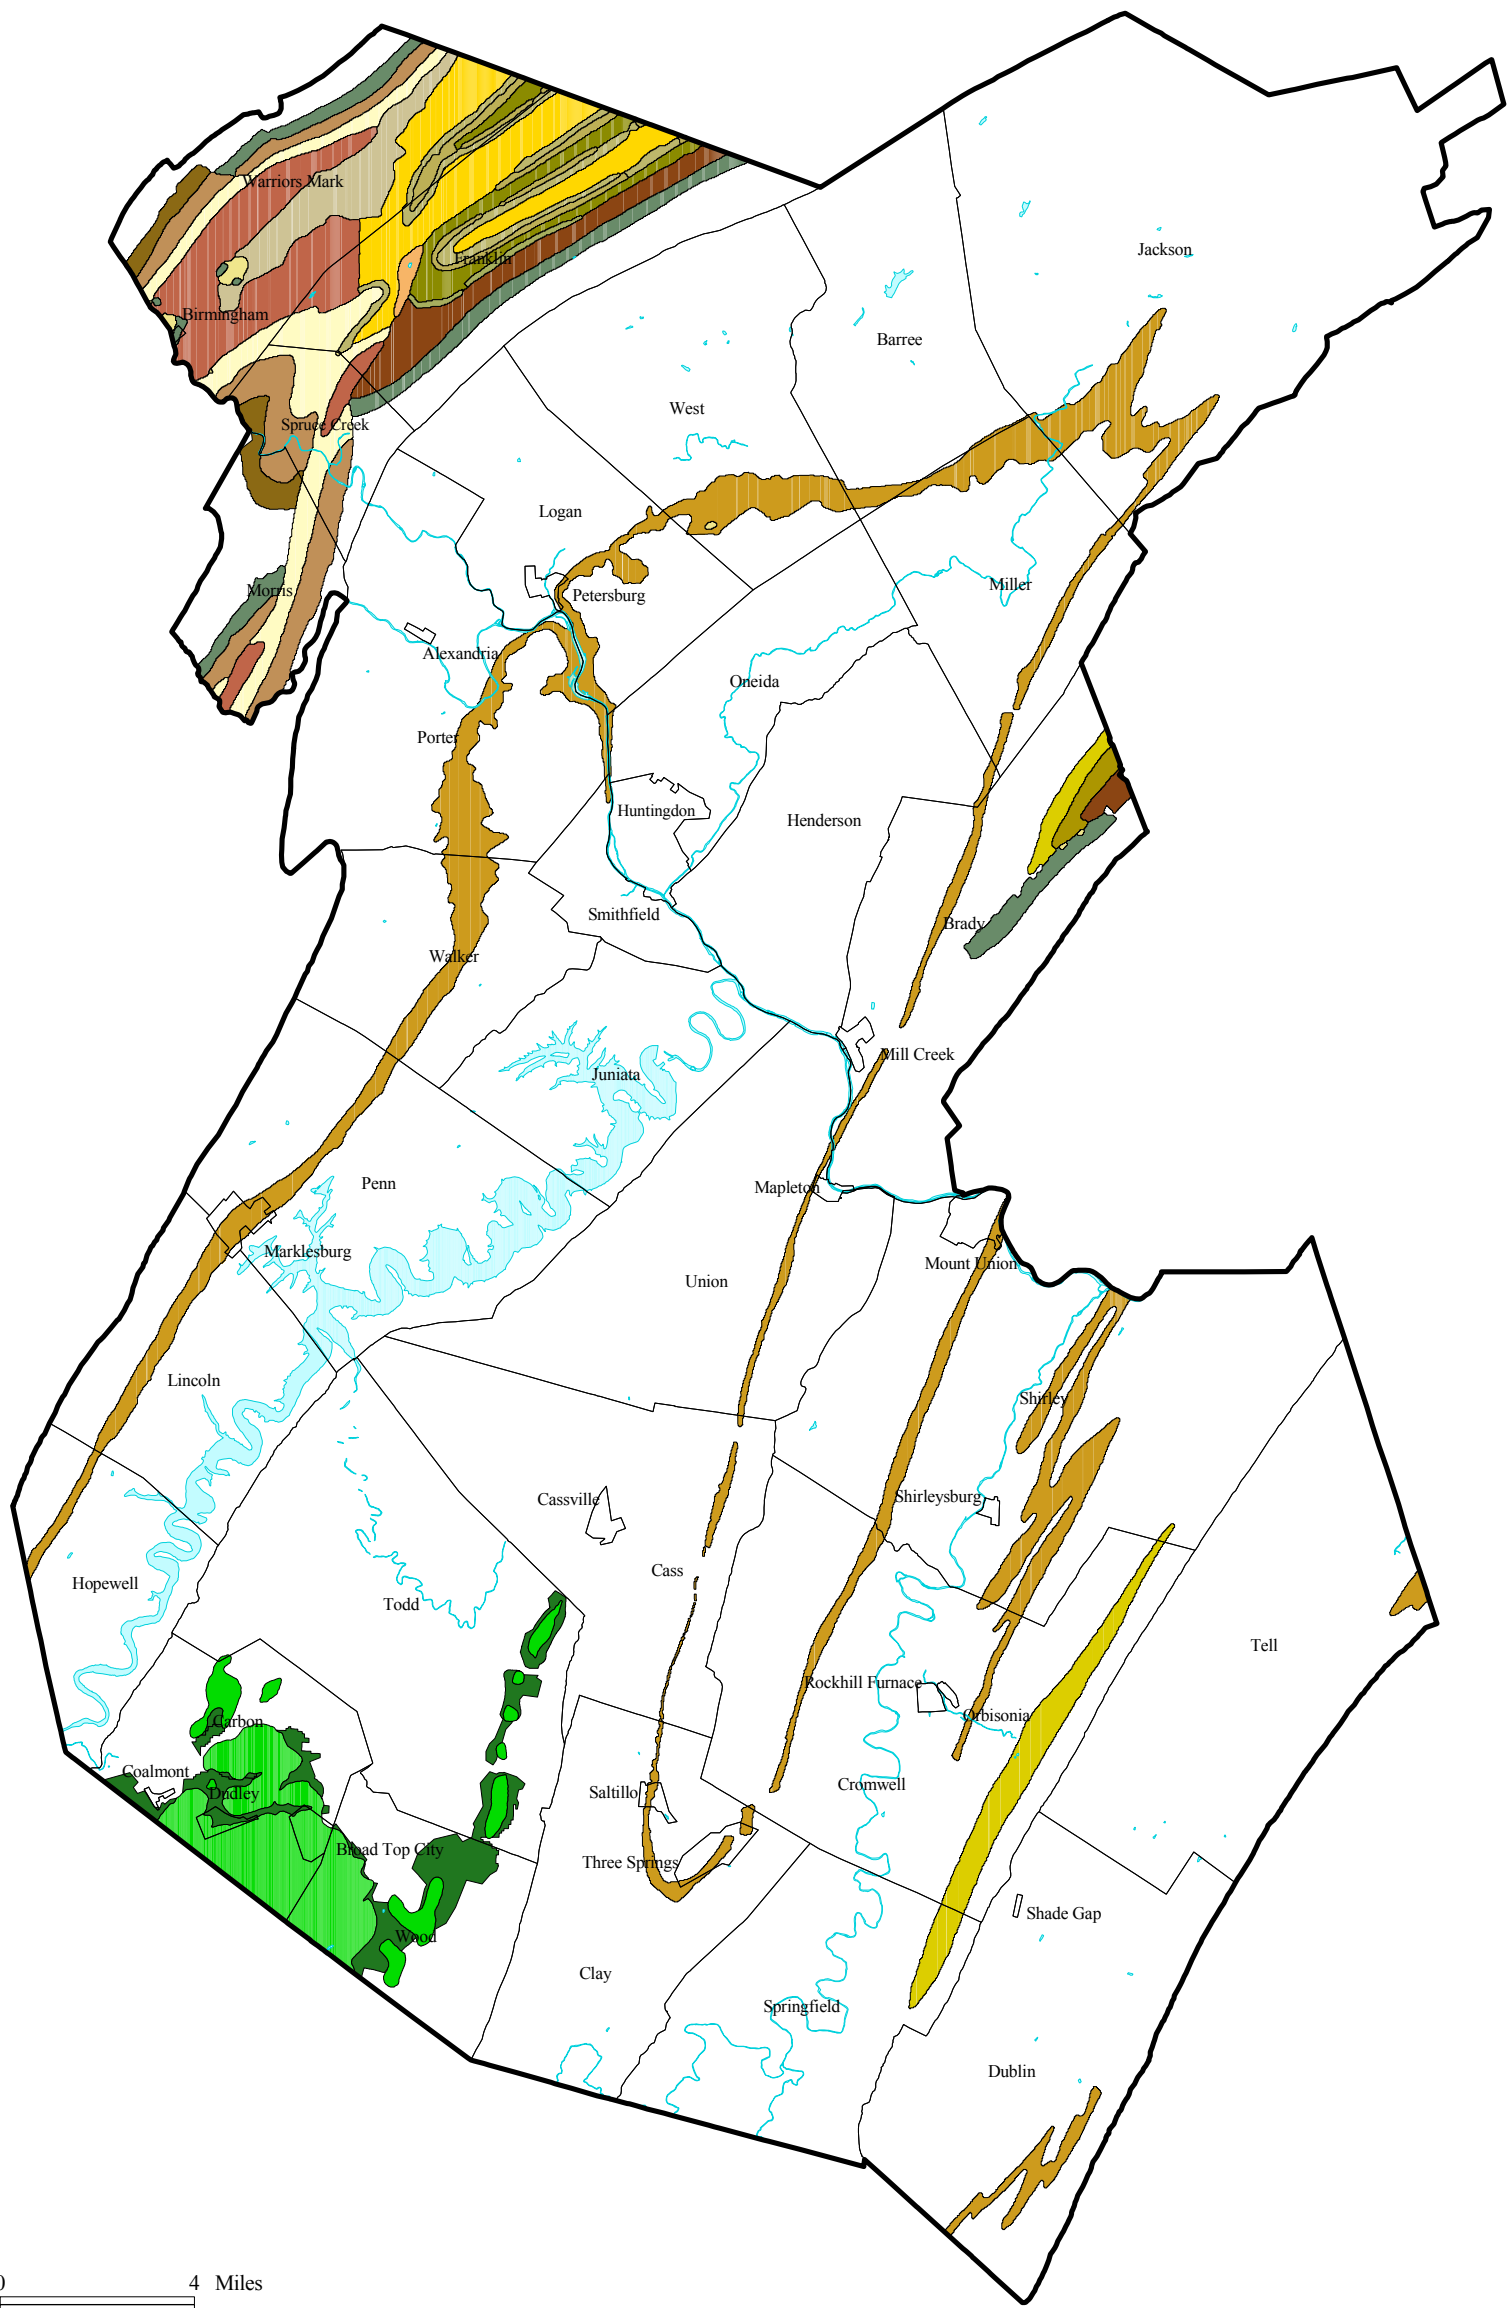 Warriors Mark
Jackson
Franklin
Birmingham
Barree
West
Spruce Creek
Logan
Miller
Morris
Petersburg
Alexandria
Oneida
Porter
Huntingdon
Henderson
Smithfield
Brady
Walker
Mill Creek
Juniata
Penn
Mapleton
Marklesburg
Mount Union
Union
Lincoln
Shirley
Cassville
Shirleysburg
Cass
Hopewell
Todd
Tell
Rockhill Furnace
Orbisonia
Carbon
Coalmont
Cromwell
Dudley
Saltillo
Broad Top City
Three Springs
Shade Gap
Wood
Clay
Springfield
Dublin
0 4 Miles